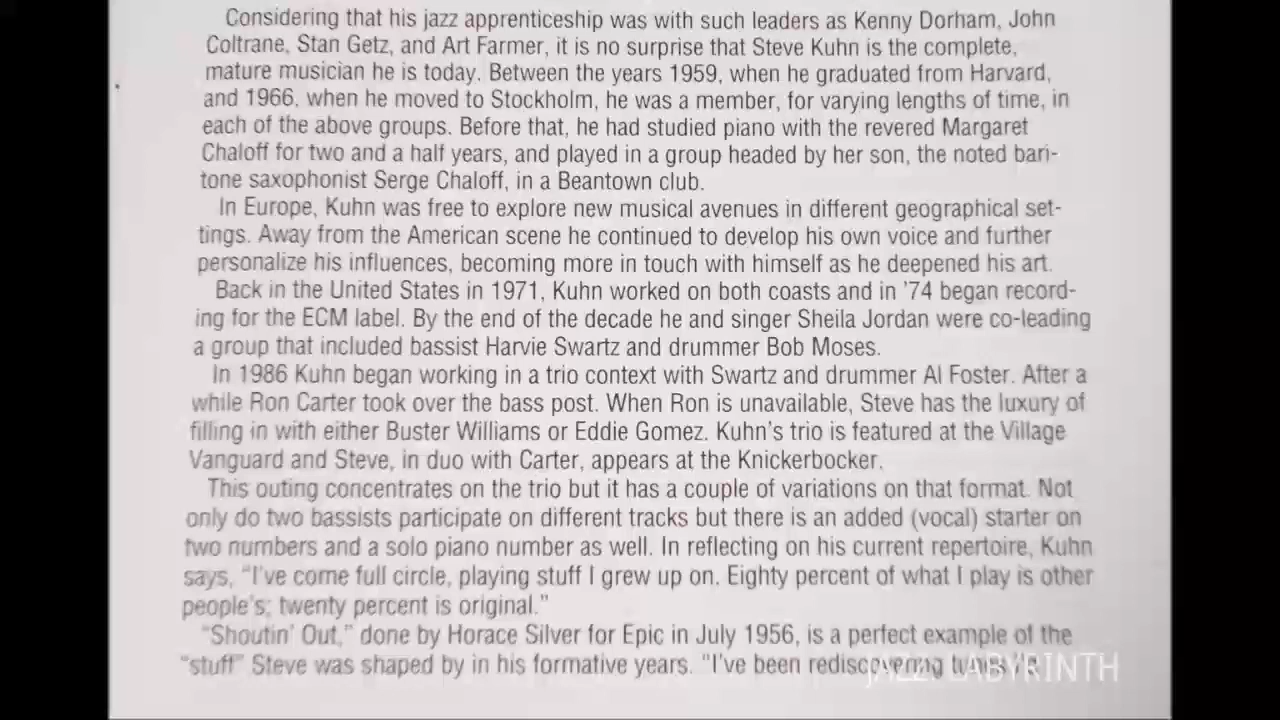 Considering that his jazz apprenticeship was with such leaders as Kenny Dorham, John
Coltrane, Stan Getz, and Art Farmer, it is no surprise that Steve Kuhn is the complete,
mature musician he is today. Between the years 1959, when he graduated from Harvard,
and 1966, when he moved to Stockholm, he was a member, for varying lengths of time, in
each of the above groups. Before that, he had studied piano with the revered Margaret
Chaloff for two and a half years, and played in a group headed by her son, the noted bari-
tone saxophonist Serge Chaloff, in a Beantown club.
In Europe, Kuhn was free to explore new musical avenues in different geographical set-
tings. Away from the American scene he continued to develop his own voice and further
personalize his influences, becoming more in touch with himself as he deepened his art.
Back in the United States in 1971, Kuhn worked on both coasts and in '74 began record-
ing for the ECM label. By the end of the decade he and singer Sheila Jordan were co-leading
a group that included bassist Harvie Swartz and drummer Bob Moses.
In 1986 Kuhn began working in a trio context with Swartz and drummer Al Foster. After a
while Ron Carter took over the bass post. When Ron is unavailable, Steve has the luxury of
filling in with either Buster Williams or Eddie Gomez. Kuhn's trio is featured at the Village
Vanguard and Steve, in duo with Carter, appears at the Knickerbocker.
This outing concentrates on the trio but it has a couple of variations on that format. Not
only do two bassists participate on different tracks but there is an added (vocal) starter on
two numbers and a solo piano number as well. In reflecting on his current repertoire, Kuhn
says, "I've come full circle, playing stuff I grew up on. Eighty percent of what I play is other
people's; twenty percent is original."
"Shoutin' Out," done by Horace Silver for Epic in July 1956, is a perfect example of the
"stuff" Steve was shaped by in his formative years. "I've been rediscovering
JAZZ LABYRINTH